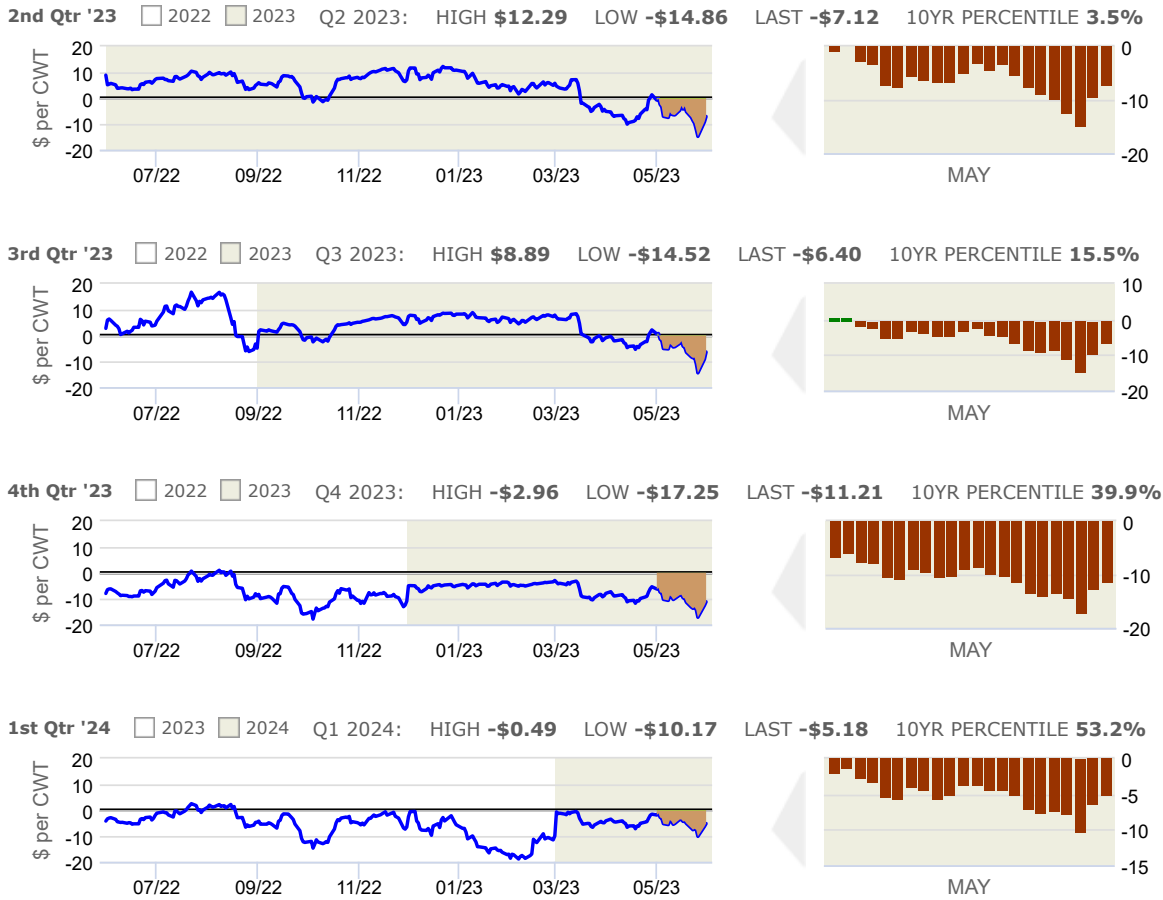 2nd Qtr '23 2022 2023 Q2 2023: HIGH $12.29 LOW -$14.86 LAST -$7.12 10YR PERCENTILE 3.5%
$ per CWT
20
10
0
-10
-20
07/22 09/22 11/22 01/23 03/23 05/23
0
-10
-20
MAY
3rd Qtr '23 2022 2023 Q3 2023: HIGH $8.89 LOW -$14.52 LAST -$6.40 10YR PERCENTILE 15.5%
$ per CWT
20
10
0
-10
-20
07/22 09/22 11/22 01/23 03/23 05/23
10
0
-10
-20
MAY
4th Qtr '23 2022 2023 Q4 2023: HIGH -$2.96 LOW -$17.25 LAST -$11.21 10YR PERCENTILE 39.9%
$ per CWT
20
10
0
-10
-20
07/22 09/22 11/22 01/23 03/23 05/23
0
-10
-20
MAY
1st Qtr '24 2023 2024 Q1 2024: HIGH -$0.49 LOW -$10.17 LAST -$5.18 10YR PERCENTILE 53.2%
$ per CWT
20
10
0
-10
-20
07/22 09/22 11/22 01/23 03/23 05/23
0
-5
-10
-15
MAY